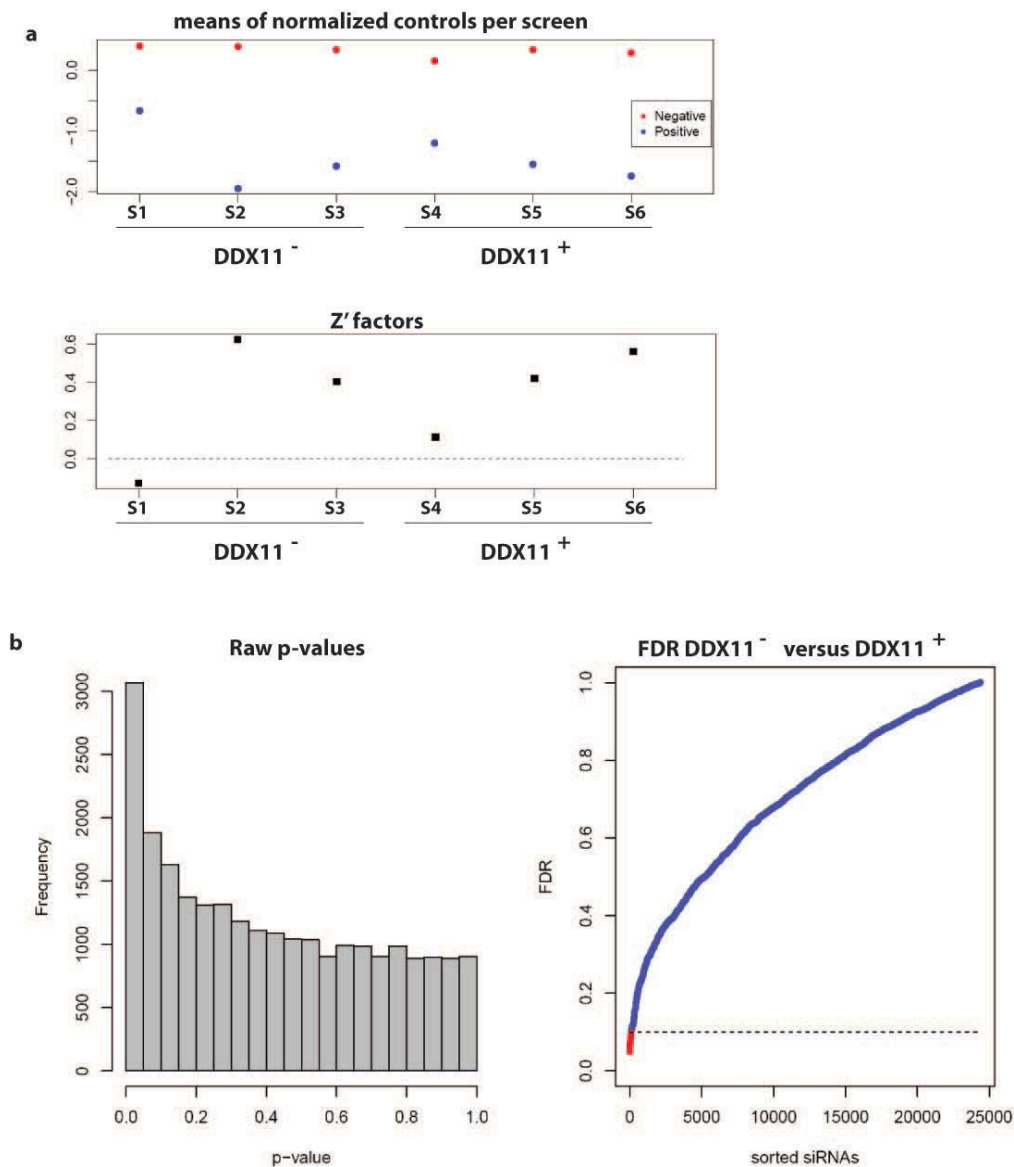 a
means of normalized controls per screen
0.0
-1.0
-2.0
Negative
Positive
S1 S2 S3 S4 S5 S6
DDX11 - DDX11 +
Z' factors
0.6
0.4
0.2
0.0
S1 S2 S3 S4 S5 S6
DDX11 - DDX11 +
b
Raw p-values
Frequency
3000
2500
2000
1500
1000
500
0
0.0 0.2 0.4 0.6 0.8 1.0
p-value
FDR DDX11 - versus DDX11 +
FDR
1.0
0.8
0.6
0.4
0.2
0.0
0 5000 10000 15000 20000 25000
sorted siRNAs